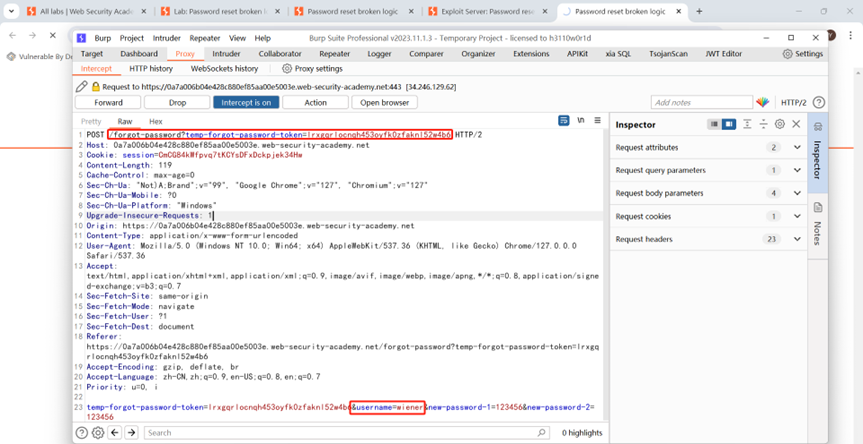 All labs | Web Security Acade
Lab: Password reset broken l
Password reset broken logic
Exploit Server: Password rese
Password reset broken logic
Vulnerable By De
Burp Project Intruder Repeater View Help
Burp Suite Professional v2023.11.1.3 - Temporary Project - licensed to h3110w0r1d
Target Dashboard Proxy Intruder Collaborator Repeater Logger Comparer Organizer Extensions APIKit xia SQL TsojanScan JWT Editor Settings
Intercept HTTP history WebSockets history Proxy settings
Request to https://0a7a006b04e428c880ef85aa00e5003e.web-security-academy.net:443 [34.246.129.62]
Forward Drop Intercept is on Action Open browser Add notes HTTP/2
Pretty Raw Hex
1 POST /forgot-password?temp-forgot-password-token=lrxgqrlocnqh453oyfk0zfaknl52w4b6 HTTP/2
2 Host: 0a7a006b04e428c880ef85aa00e5003e.web-security-academy.net
3 Cookie: session=CmCG84kWfpvq7tKCYsDFxDckpjek34Hw
4 Content-Length: 119
5 Cache-Control: max-age=0
6 Sec-Ch-Ua: "Not)A;Brand";v="99", "Google Chrome";v="127", "Chromium";v="127"
7 Sec-Ch-Ua-Mobile: ?0
8 Sec-Ch-Ua-Platform: "Windows"
9 Upgrade-Insecure-Requests: 1
10 Origin: https://0a7a006b04e428c880ef85aa00e5003e.web-security-academy.net
11 Content-Type: application/x-www-form-urlencoded
12 User-Agent: Mozilla/5.0 (Windows NT 10.0; Win64; x64) AppleWebKit/537.36 (KHTML, like Gecko) Chrome/127.0.0.0
Safari/537.36
13 Accept:
text/html,application/xhtml+xml,application/xml;q=0.9,image/avif,image/webp,image/apng,*/*;q=0.8,application/signe
d-exchange;v=b3;q=0.7
14 Sec-Fetch-Site: same-origin
15 Sec-Fetch-Mode: navigate
16 Sec-Fetch-User: ?1
17 Sec-Fetch-Dest: document
18 Referer:
https://0a7a006b04e428c880ef85aa00e5003e.web-security-academy.net/forgot-password?temp-forgot-password-token=lrxgq
rlocnqh453oyfk0zfaknl52w4b6
19 Accept-Encoding: gzip, deflate, br
20 Accept-Language: zh-CN,zh;q=0.9,en-US;q=0.8,en;q=0.7
21 Priority: u=0, i
22
23 temp-forgot-password-token=lrxgqrlocnqh453oyfk0zfaknl52w4b6&username=wiener&new-password-1=123456&new-password-2=
123456
Search
0 highlights
Inspector
Request attributes 2
Request query parameters 1
Request body parameters 4
Request cookies 1
Request headers 23
Inspector
Notes